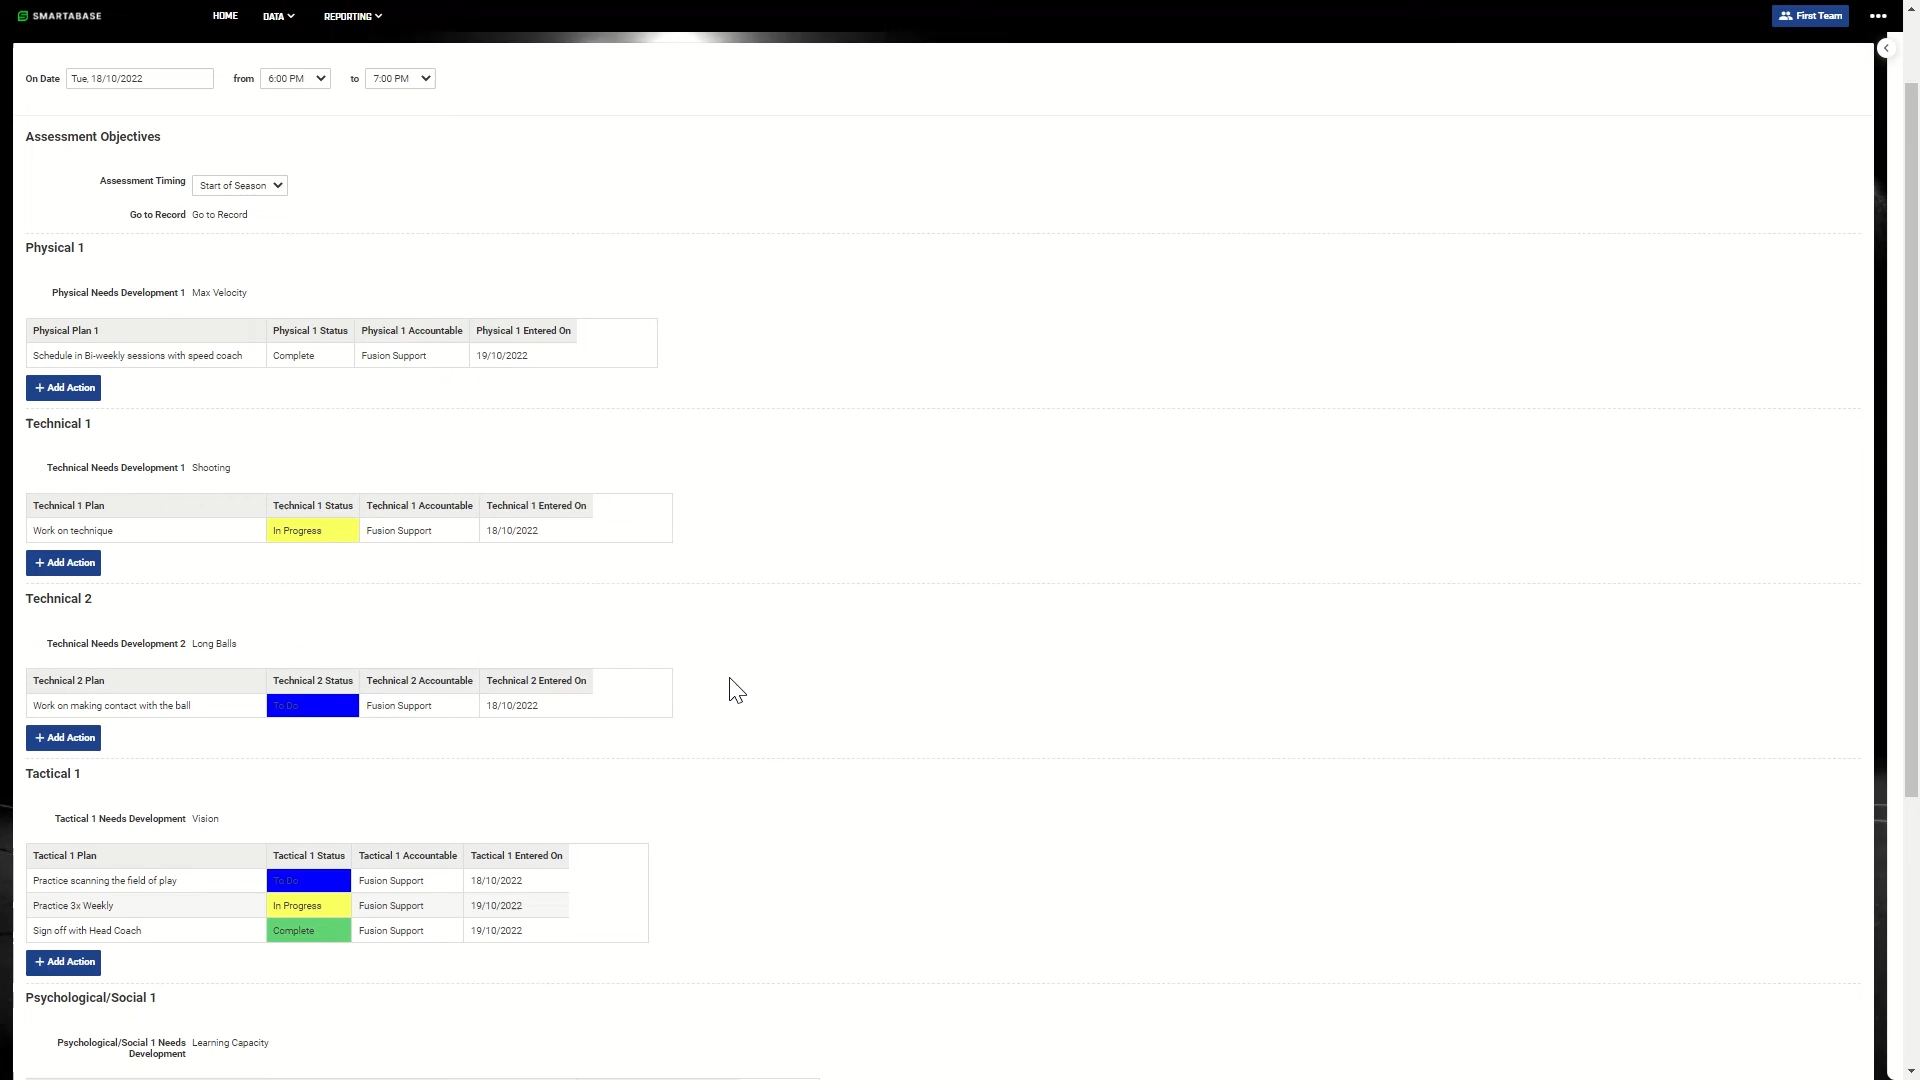 SMARTABASE HOME DATA REPORTING First Team
On Date Tue, 18/10/2022 from 6:00 PM to 7:00 PM
Assessment Objectives
Assessment Timing Start of Season
Go to Record Go to Record
Physical 1
Physical Needs Development 1 Max Velocity
Physical Plan 1 Physical 1 Status Physical 1 Accountable Physical 1 Entered On
Schedule in Bi-weekly sessions with speed coach Complete Fusion Support 19/10/2022
+ Add Action
Technical 1
Technical Needs Development 1 Shooting
Technical 1 Plan Technical 1 Status Technical 1 Accountable Technical 1 Entered On
Work on technique In Progress Fusion Support 18/10/2022
+ Add Action
Technical 2
Technical Needs Development 2 Long Balls
Technical 2 Plan Technical 2 Status Technical 2 Accountable Technical 2 Entered On
Work on making contact with the ball To Do Fusion Support 18/10/2022
+ Add Action
Tactical 1
Tactical 1 Needs Development Vision
Tactical 1 Plan Tactical 1 Status Tactical 1 Accountable Tactical 1 Entered On
Practice scanning the field of play To Do Fusion Support 18/10/2022
Practice 3x Weekly In Progress Fusion Support 19/10/2022
Sign off with Head Coach Complete Fusion Support 19/10/2022
+ Add Action
Psychological/Social 1
Psychological/Social 1 Needs Learning Capacity
Development